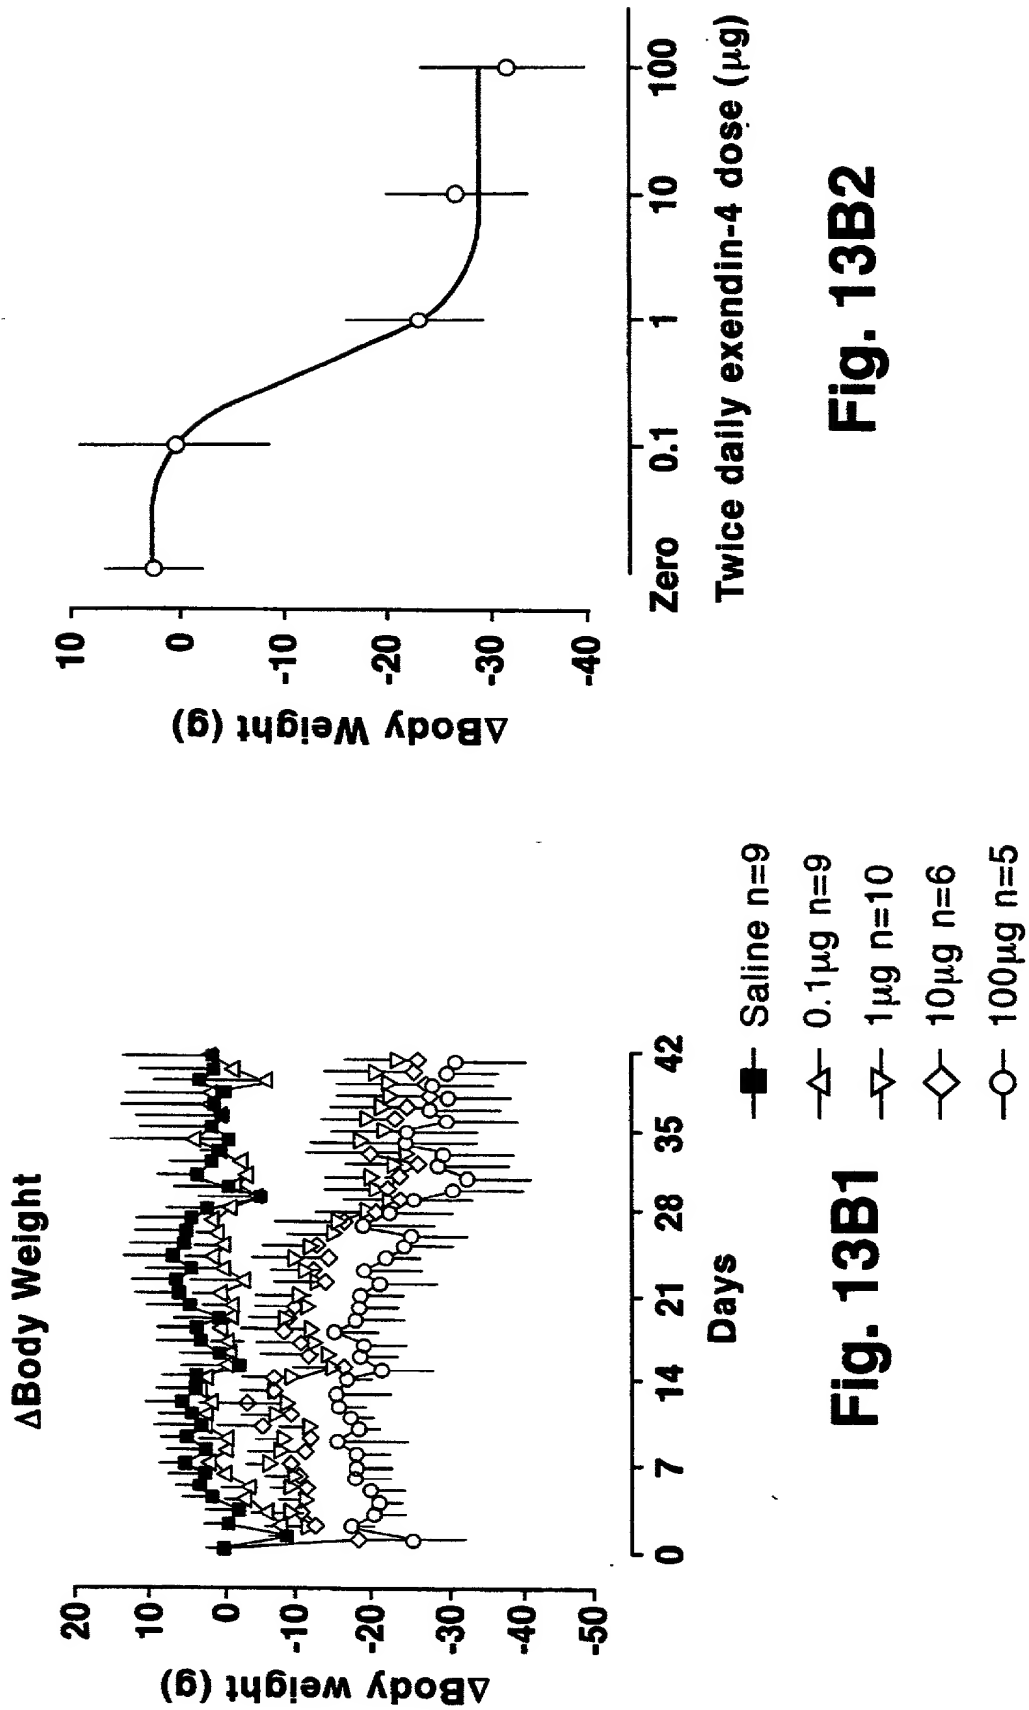 ΔBody Weight
ΔBody weight (g)
20
10
0
-10
-20
-30
-40
-50
0
7
14
21
28
35
42
Days
Saline n=9
0.1µg n=9
1µg n=10
10µg n=6
100µg n=5
Fig. 13B1
ΔBody Weight (g)
10
0
-10
-20
-30
-40
Zero
0.1
1
10
100
Twice daily exendin-4 dose (µg)
Fig. 13B2